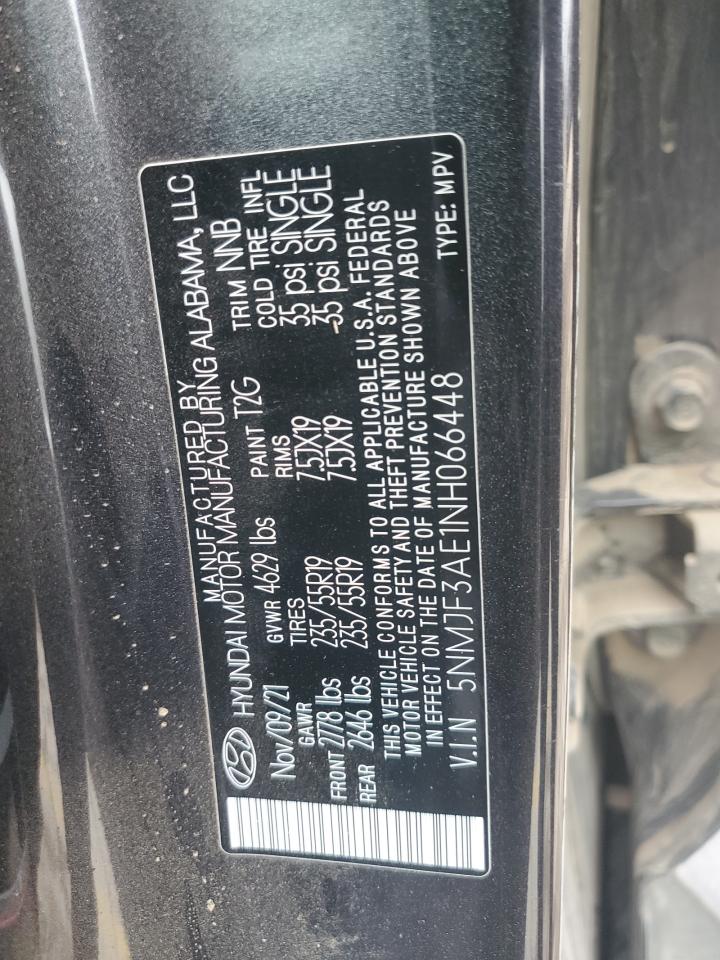 MANUFACTURED BY
HYUNDAI MOTOR MANUFACTURING ALABAMA, LLC
Nov/09/21 GVWR 4629 lbs PAINT T2G TRIM NNB
GAWR TIRES RIMS COLD TIRE INFL
FRONT 2778 lbs 235/55R19 7.5JX19 35 psi SINGLE
REAR 2646 lbs 235/55R19 7.5JX19 35 psi SINGLE
THIS VEHICLE CONFORMS TO ALL APPLICABLE U.S.A. FEDERAL
MOTOR VEHICLE SAFETY AND THEFT PREVENTION STANDARDS
IN EFFECT ON THE DATE OF MANUFACTURE SHOWN ABOVE
V.I.N 5NMJF3AE1NH066448 TYPE: MPV